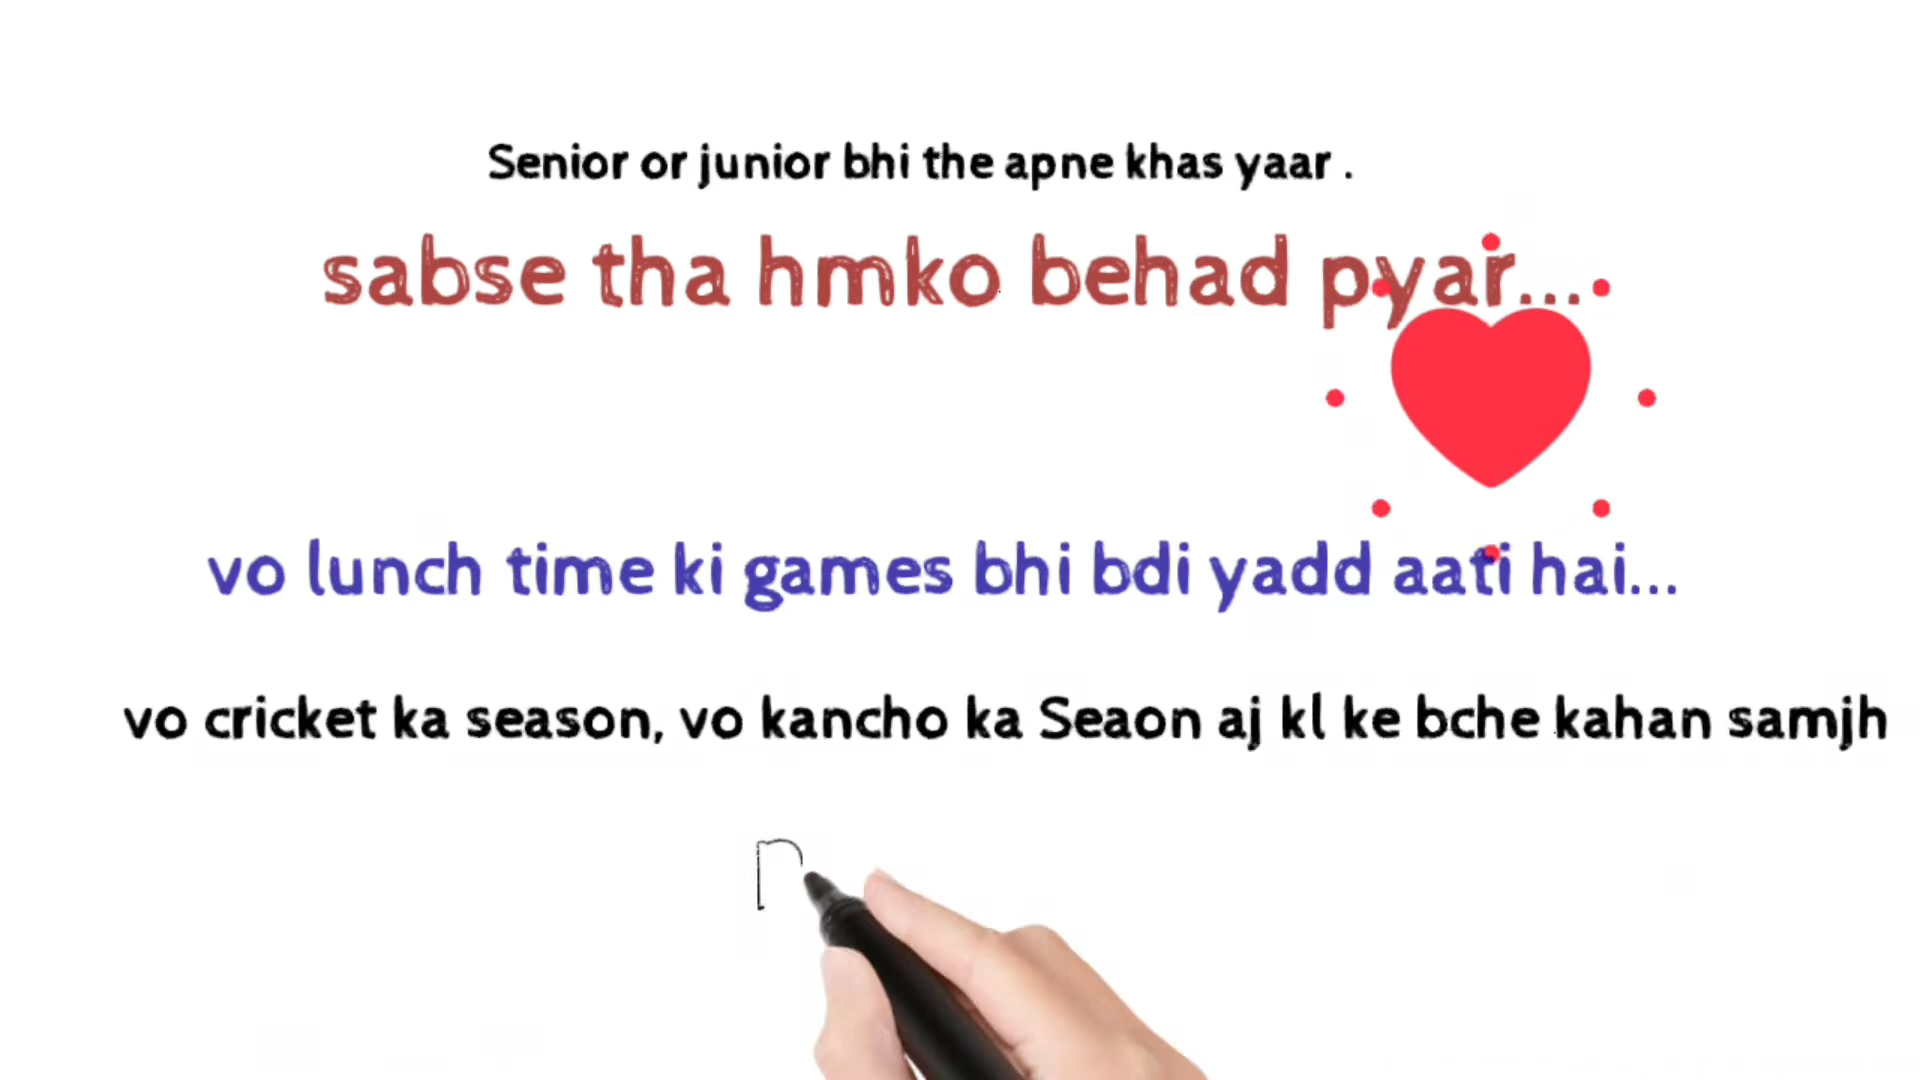 Senior or junior bhi the apne khas yaar .
sabse tha hmko behad pyar...
vo lunch time ki games bhi bdi yadd aati hai...
vo cricket ka season, vo kancho ka Seaon aj kl ke bche kahan samjh